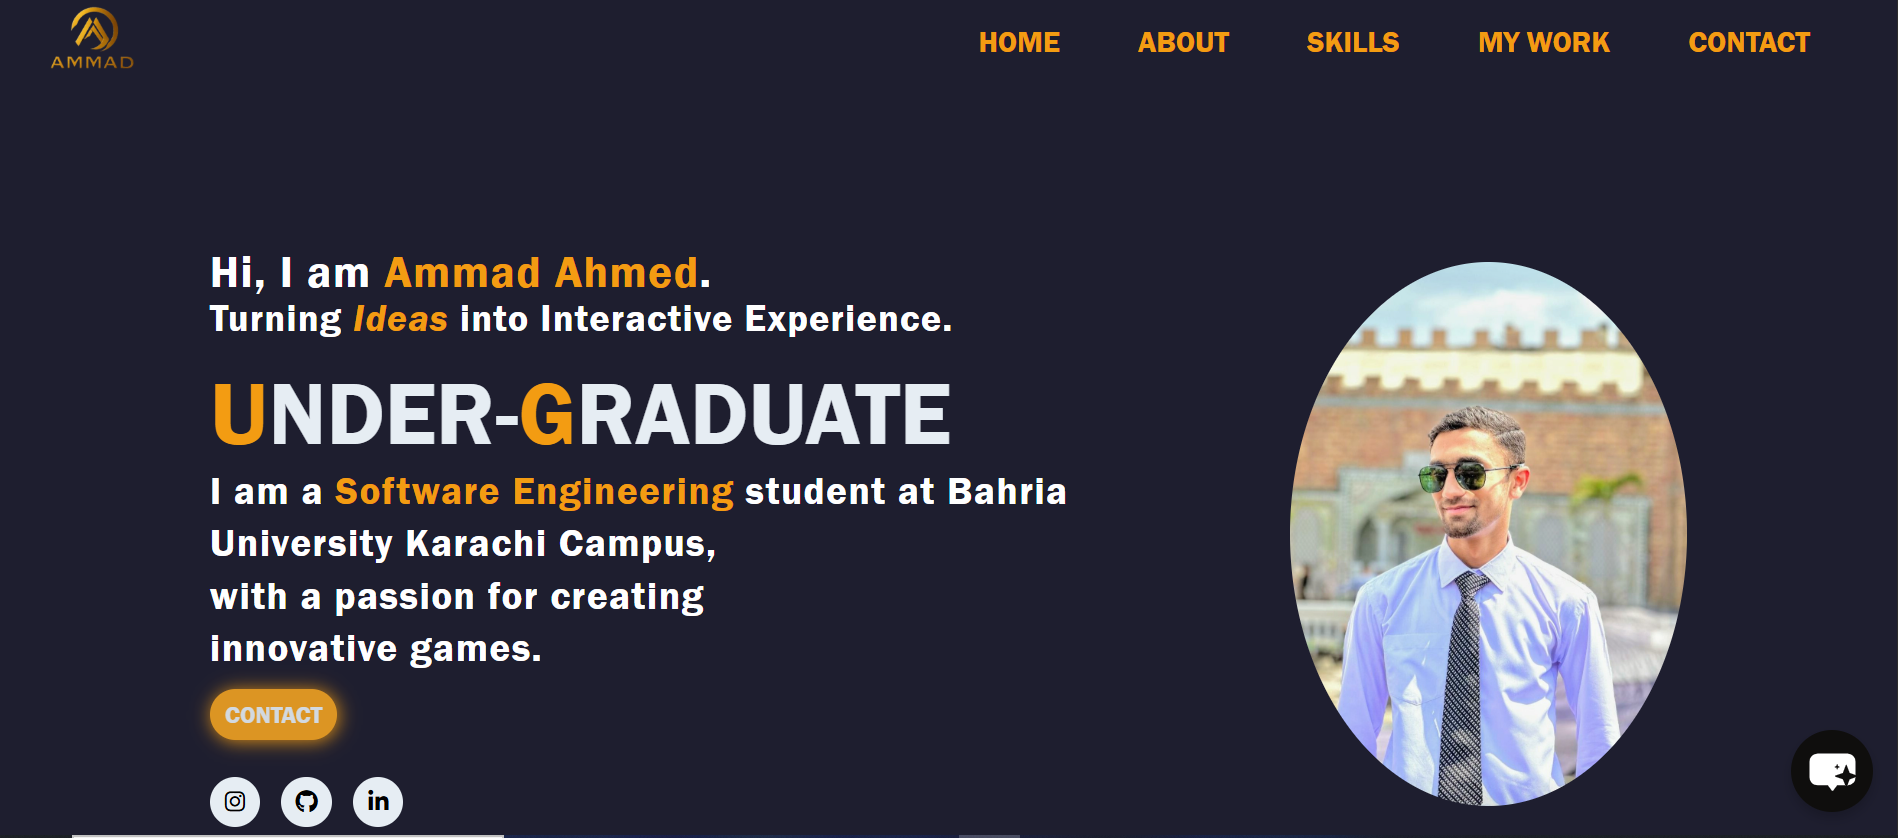 AMMAD
HOME ABOUT SKILLS MY WORK CONTACT
Hi, I am Ammad Ahmed.
Turning Ideas into Interactive Experience.
UNDER-GRADUATE
I am a Software Engineering student at Bahria
University Karachi Campus,
with a passion for creating
innovative games.
CONTACT
in